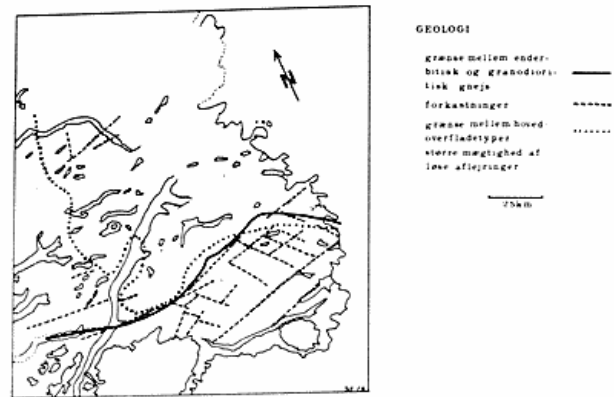 GEOLOGI
grænse mellem ender-
bitisk og granodiori-
tisk gnejs
forkastninger
grænse mellem hoved-
overfladetyper
større mægtighed af
løse aflejringer
25km
N